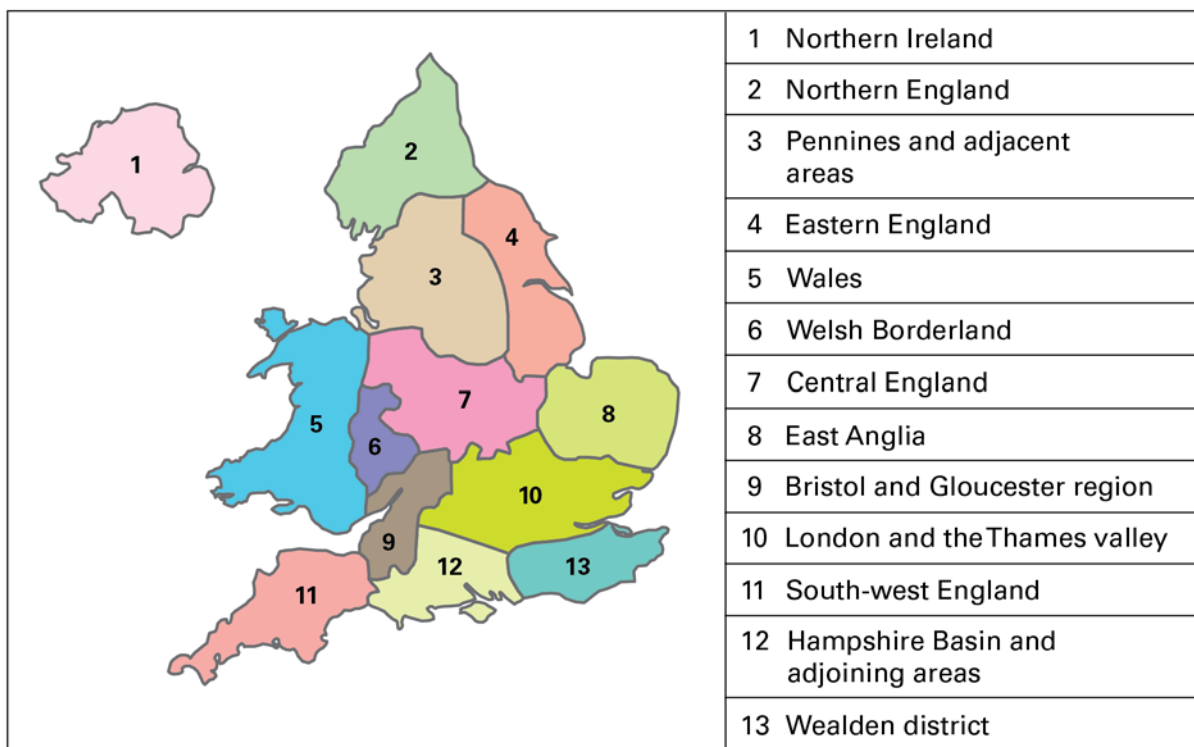 1
2
3
4
5
6
7
8
9
10
11
12
13
1 Northern Ireland
2 Northern England
3 Pennines and adjacent
areas
4 Eastern England
5 Wales
6 Welsh Borderland
7 Central England
8 East Anglia
9 Bristol and Gloucester region
10 London and the Thames valley
11 South-west England
12 Hampshire Basin and
adjoining areas
13 Wealden district